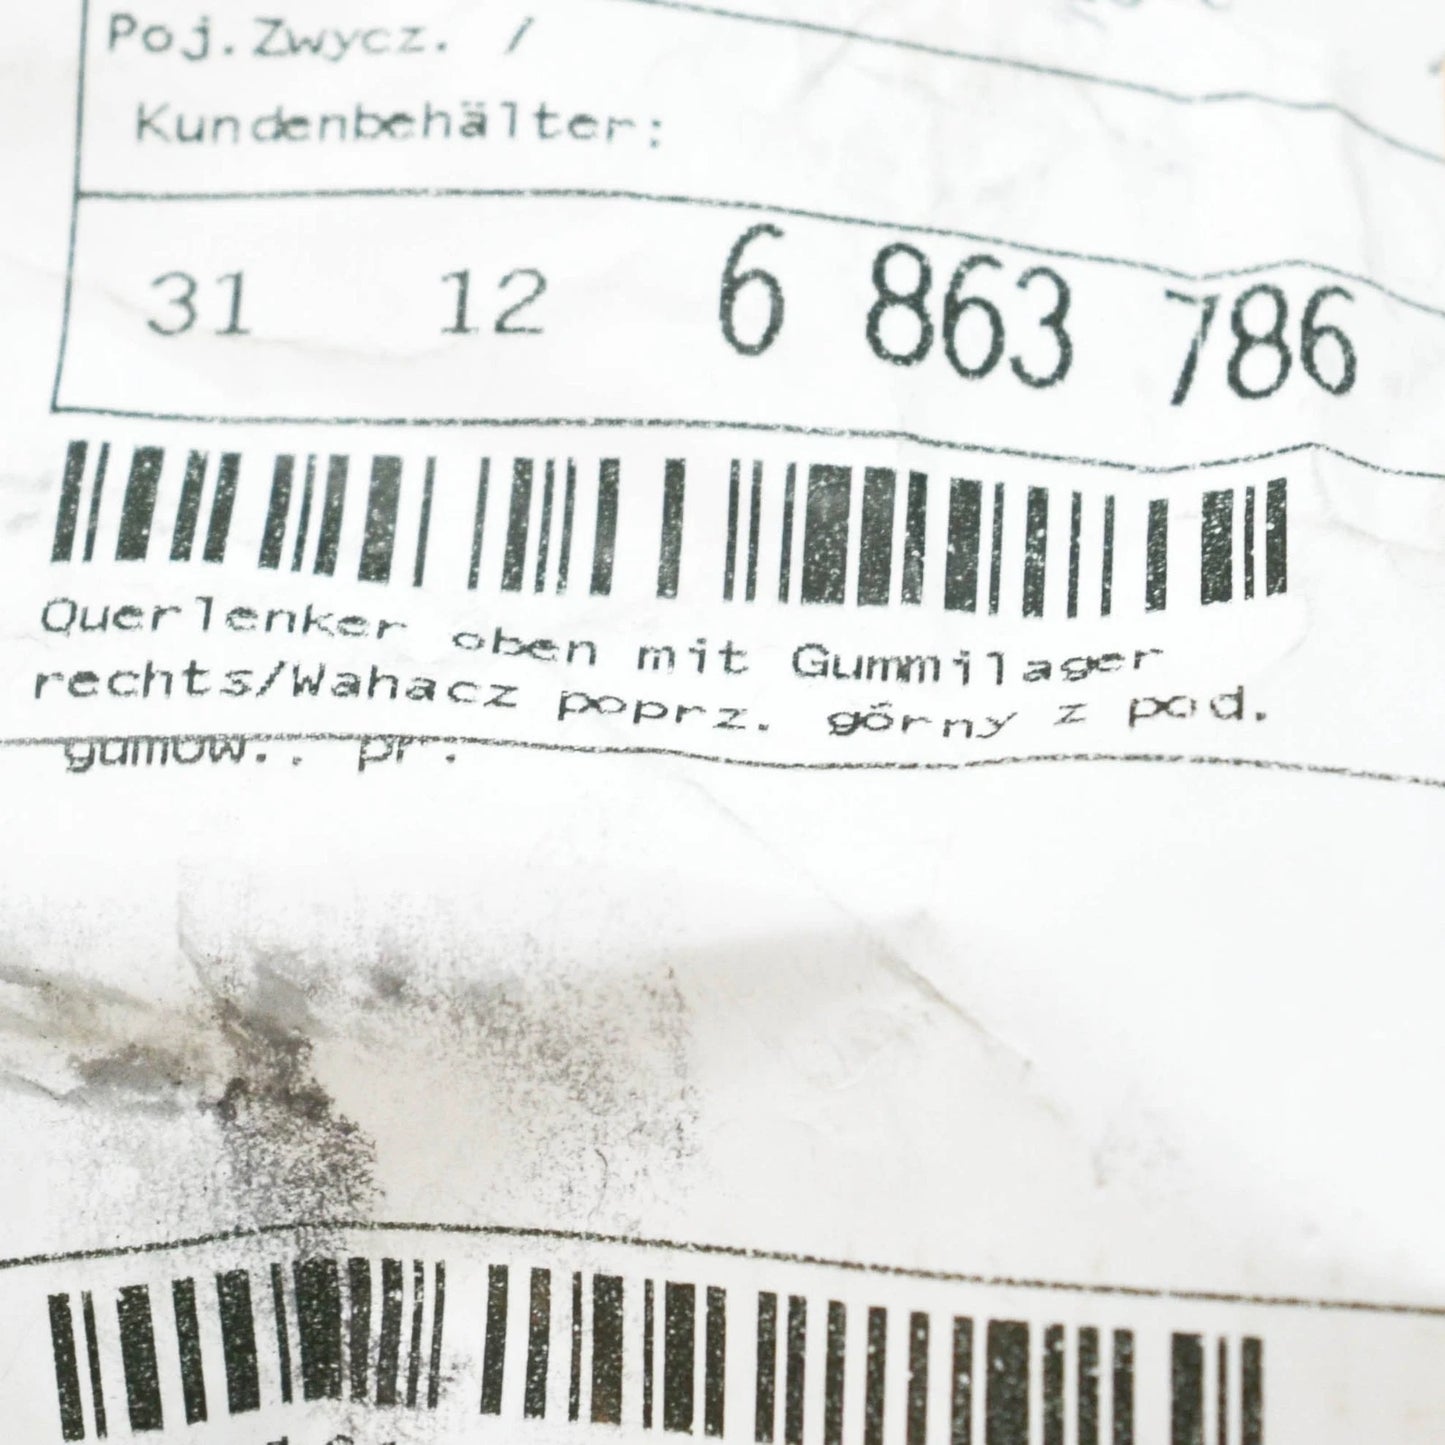 Poj.Zwycz. /
Kundenbehälter:
31 12 6 863 786
Querlenker oben mit Gummilager
rechts/Wahacz poprz. górny z pod.
gumow.. pr.